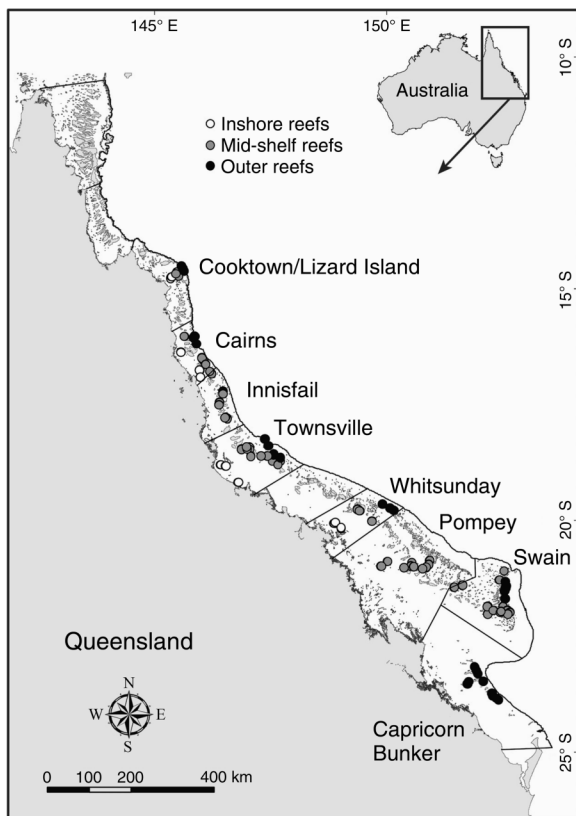 145° E
150° E
10° S
Australia
Inshore reefs
Mid-shelf reefs
Outer reefs
Cooktown/Lizard Island
15° S
Cairns
Innisfail
Townsville
Whitsunday
Pompey
20° S
Swain
Queensland
N
W
E
S
Capricorn
Bunker
25° S
0
100
200
400 km